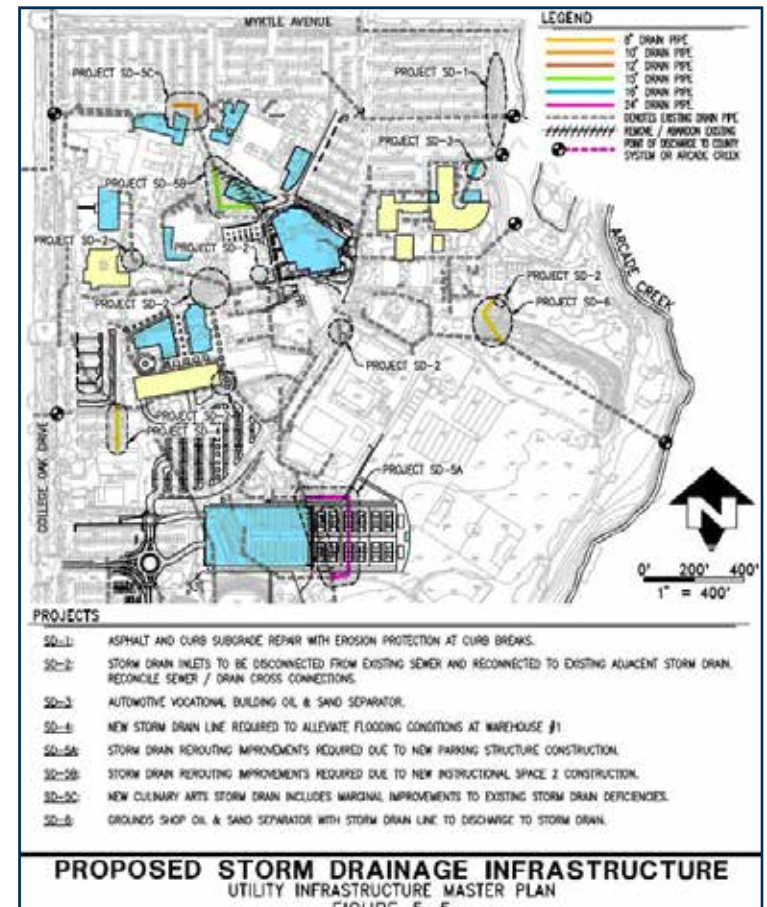 MYRTLE AVENUE
LEGEND
8" DRAIN PIPE
10" DRAIN PIPE
12" DRAIN PIPE
15" DRAIN PIPE
18" DRAIN PIPE
24" DRAIN PIPE
DENOTES EXISTING DRAIN PIPE
REMOVE / ABANDON EXISTING
POINT OF DISCHARGE TO COUNTY
SYSTEM OR ARCADE CREEK
PROJECT SD-5C
PROJECT SD-1
PROJECT SD-3
PROJECT SD-5B
PROJECT SD-2
PROJECT SD-2
PROJECT SD-2
PROJECT SD-2
PROJECT SD-6
ARCADE CREEK
PROJECT SD-2
PROJECT SD-2
PROJECT SD-
COLLEGE OAK DRIVE
PROJECT SD-5A
N
0' 200' 400'
1" = 400'
PROJECTS
SD-1: ASPHALT AND CURB SUBGRADE REPAIR WITH EROSION PROTECTION AT CURB BREAKS.
SD-2: STORM DRAIN INLETS TO BE DISCONNECTED FROM EXISTING SEWER AND RECONNECTED TO EXISTING ADJACENT STORM DRAIN.
RECONCILE SEWER / DRAIN CROSS CONNECTIONS.
SD-3: AUTOMOTIVE VOCATIONAL BUILDING OIL & SAND SEPARATOR.
SD-4: NEW STORM DRAIN LINE REQUIRED TO ALLEVIATE FLOODING CONDITIONS AT WAREHOUSE #1
SD-5A: STORM DRAIN REROUTING IMPROVEMENTS REQUIRED DUE TO NEW PARKING STRUCTURE CONSTRUCTION.
SD-5B: STORM DRAIN REROUTING IMPROVEMENTS REQUIRED DUE TO NEW INSTRUCTIONAL SPACE 2 CONSTRUCTION.
SD-5C: NEW CULINARY ARTS STORM DRAIN INCLUDES MARGINAL IMPROVEMENTS TO EXISTING STORM DRAIN DEFICIENCIES.
SD-6: GROUNDS SHOP OIL & SAND SEPARATOR WITH STORM DRAIN LINE TO DISCHARGE TO STORM DRAIN.
PROPOSED STORM DRAINAGE INFRASTRUCTURE
UTILITY INFRASTRUCTURE MASTER PLAN